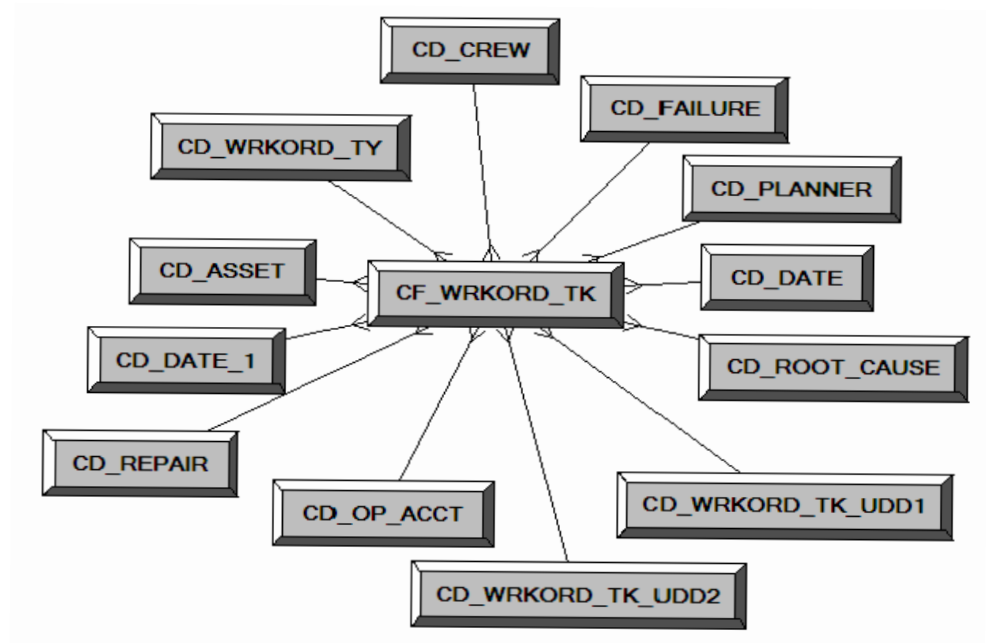 CD_CREW
CD_FAILURE
CD_WRKORD_TY
CD_PLANNER
CD_ASSET
CD_DATE
CF_WRKORD_TK
CD_DATE_1
CD_ROOT_CAUSE
CD_REPAIR
CD_OP_ACCT
CD_WRKORD_TK_UDD1
CD_WRKORD_TK_UDD2